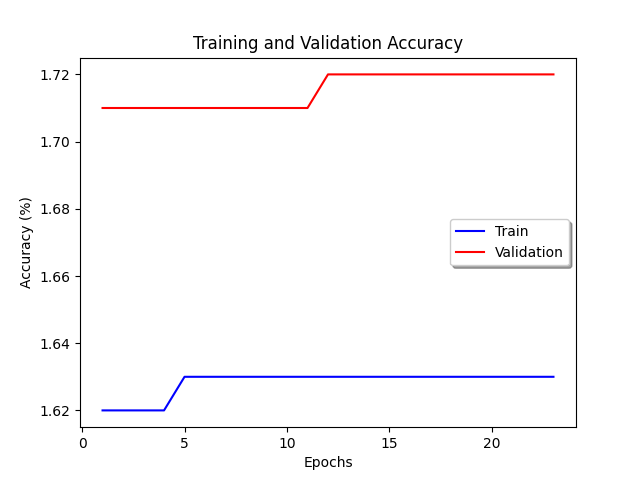 Training and Validation Accuracy
Accuracy (%)
1.72
1.70
1.68
1.66
1.64
1.62
Train
Validation
0 5 10 15 20
Epochs